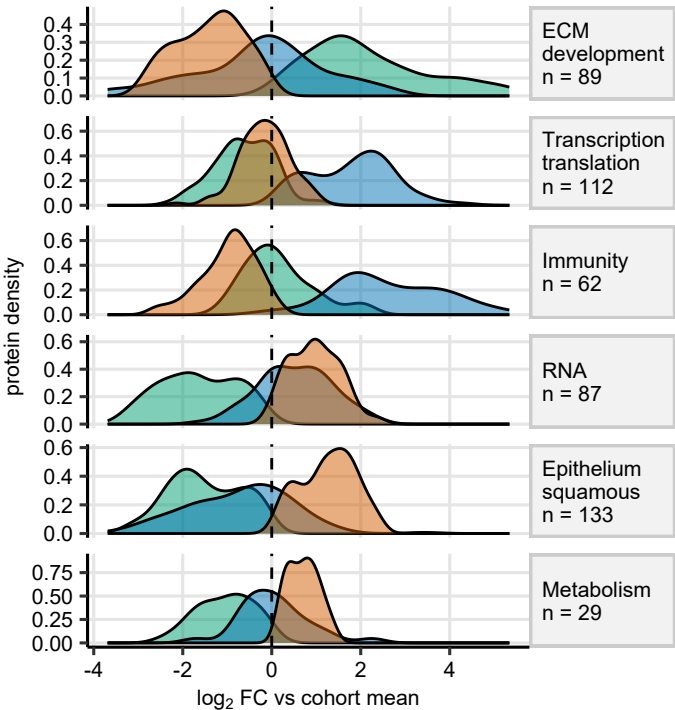 protein density
0.4
0.3
0.2
0.1
0.0
ECM
development
n = 89
0.6
0.4
0.2
0.0
Transcription
translation
n = 112
0.6
0.4
0.2
0.0
Immunity
n = 62
0.6
0.4
0.2
0.0
RNA
n = 87
0.6
0.4
0.2
0.0
Epithelium
squamous
n = 133
0.75
0.50
0.25
0.00
Metabolism
n = 29
-4 -2 0 2 4
log₂ FC vs cohort mean